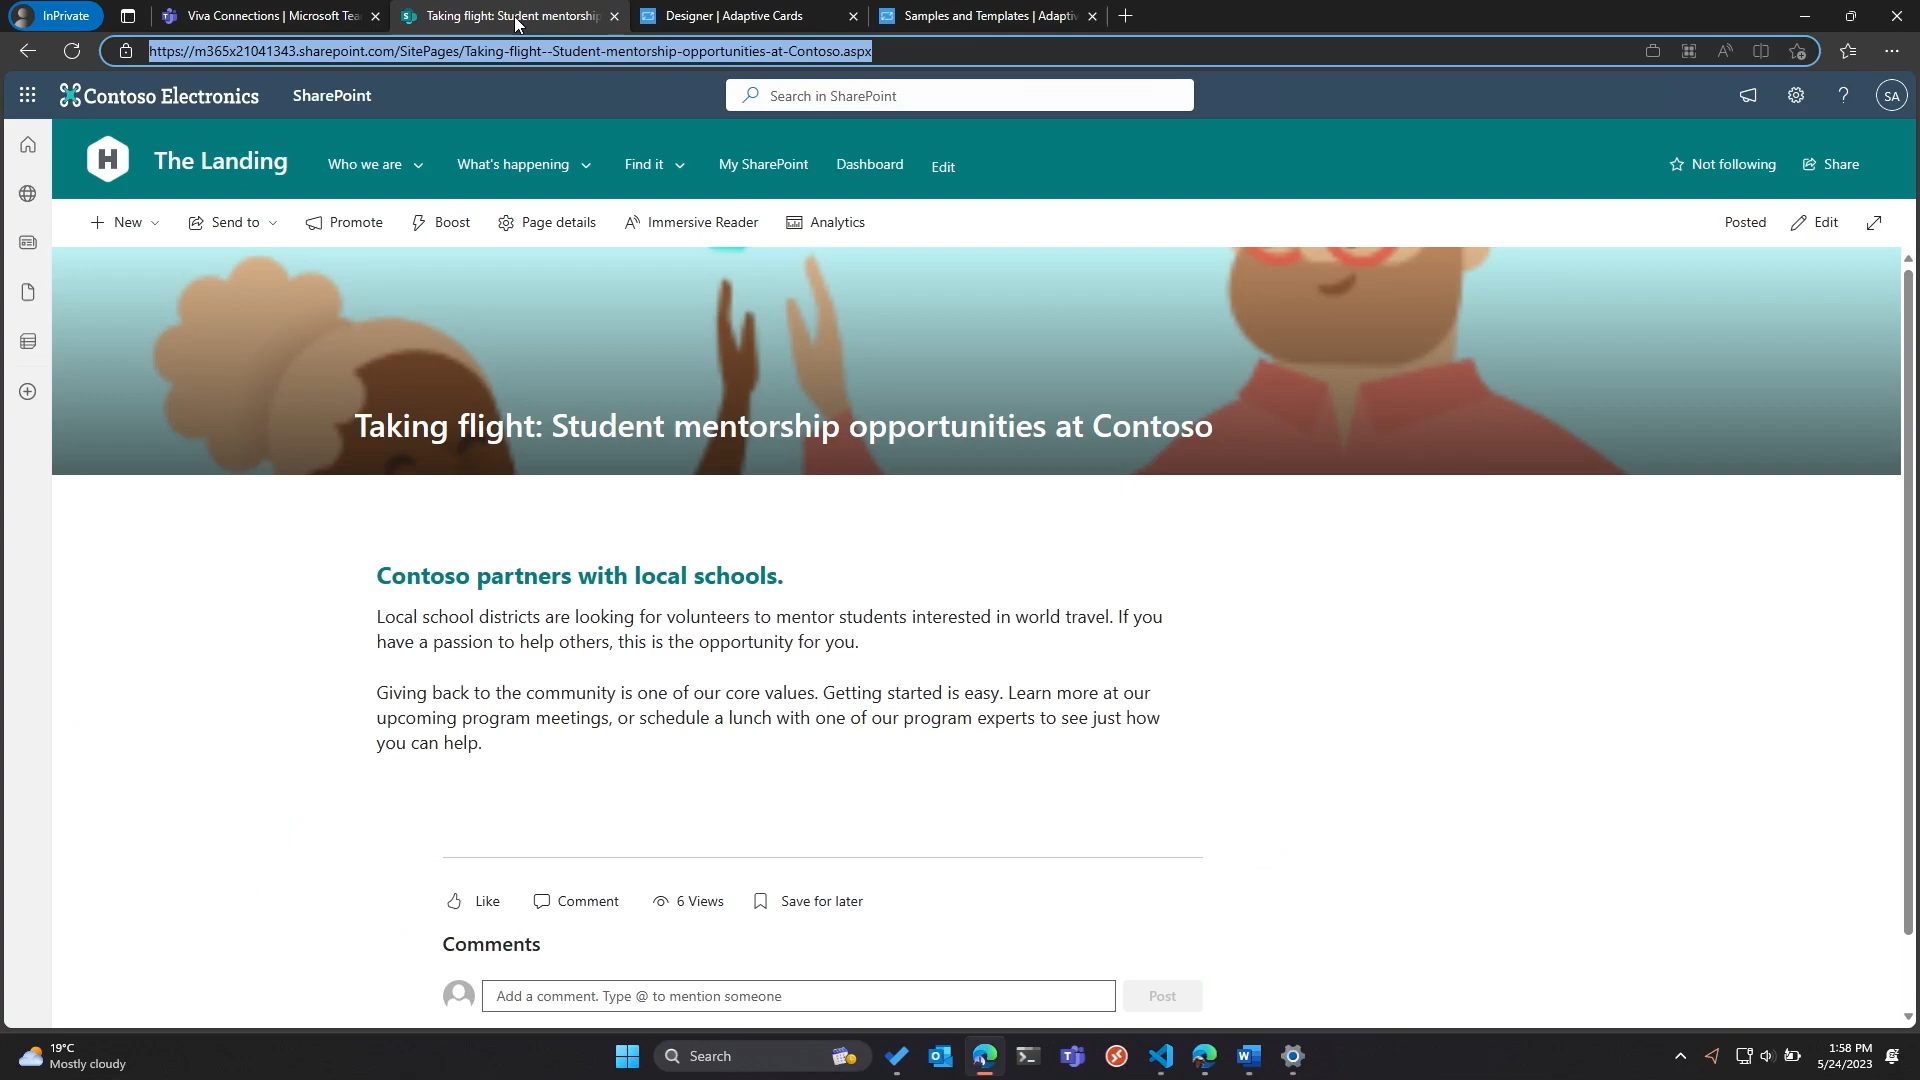 InPrivate
Viva Connections | Microsoft Tea
Taking flight: Student mentorship
Designer | Adaptive Cards
Samples and Templates | Adaptiv
https://m365x21041343.sharepoint.com/SitePages/Taking-flight--Student-mentorship-opportunities-at-Contoso.aspx
Contoso Electronics
SharePoint
Search in SharePoint
SA
H
The Landing
Who we are
What's happening
Find it
My SharePoint
Dashboard
Edit
Not following
Share
New
Send to
Promote
Boost
Page details
Immersive Reader
Analytics
Posted
Edit
Taking flight: Student mentorship opportunities at Contoso
Contoso partners with local schools.
Local school districts are looking for volunteers to mentor students interested in world travel. If you
have a passion to help others, this is the opportunity for you.
Giving back to the community is one of our core values. Getting started is easy. Learn more at our
upcoming program meetings, or schedule a lunch with one of our program experts to see just how
you can help.
Like
Comment
6 Views
Save for later
Comments
Add a comment. Type @ to mention someone
Post
19°C
Mostly cloudy
Search
1:58 PM
5/24/2023